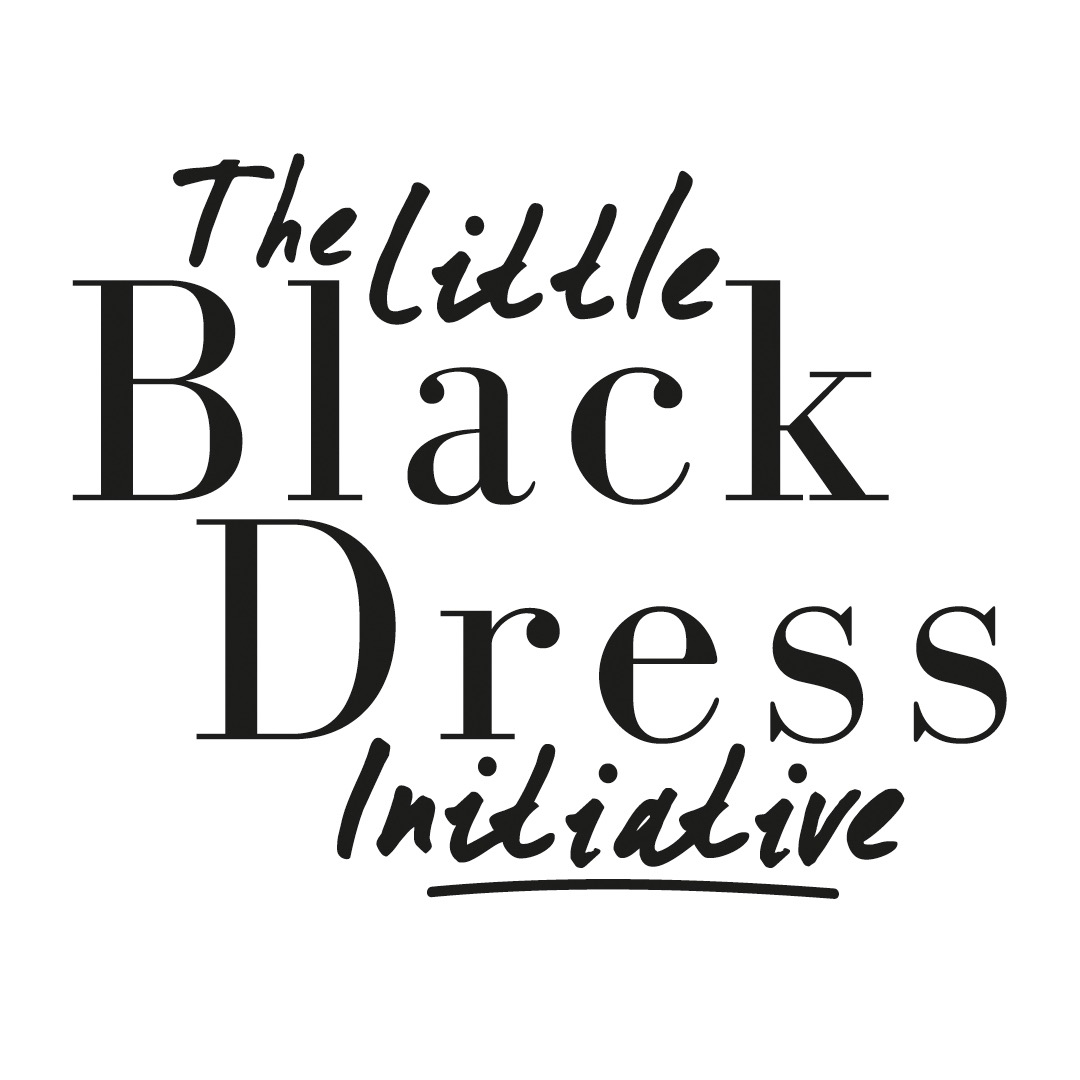 The Little
Black
Dress
Initiative